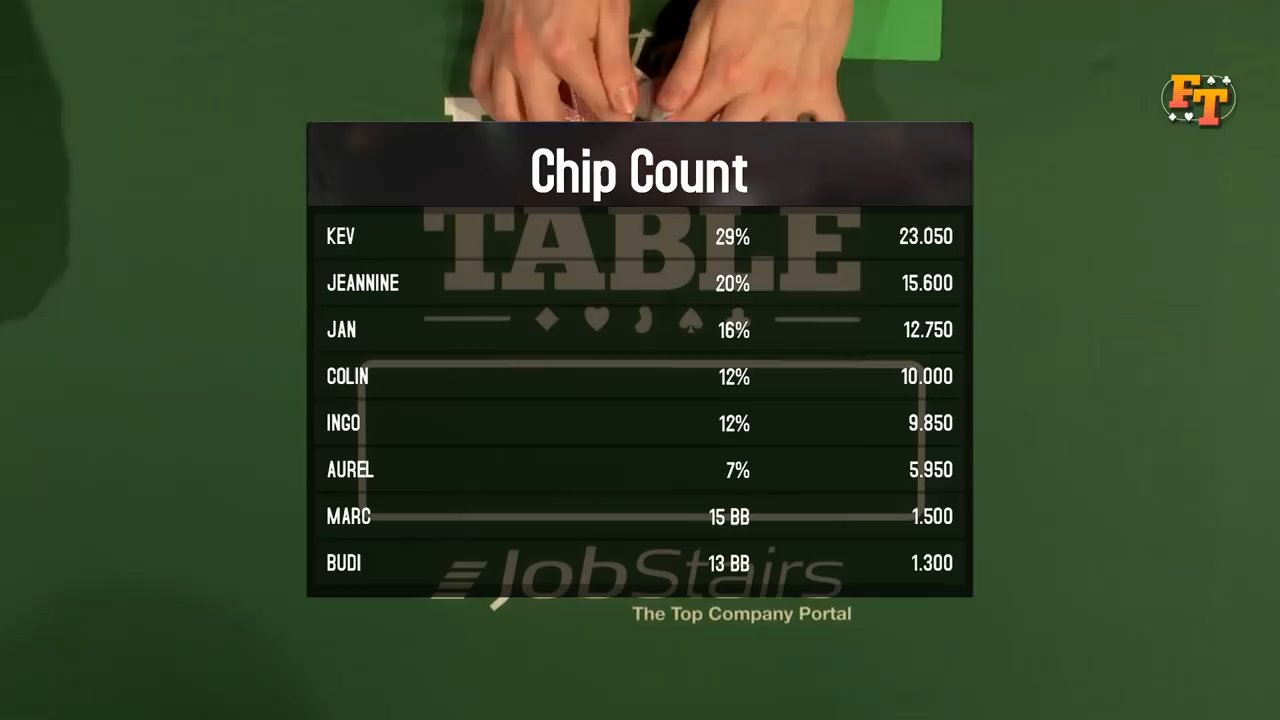 FT
Chip Count
KEV 29% 23.050
TABLE
JEANNINE 20% 15.600
JAN 16% 12.750
COLIN 12% 10.000
INGO 12% 9.850
AUREL 7% 5.950
MARC 15 BB 1.500
BUDI 13 BB 1.300
JobStairs
The Top Company Portal